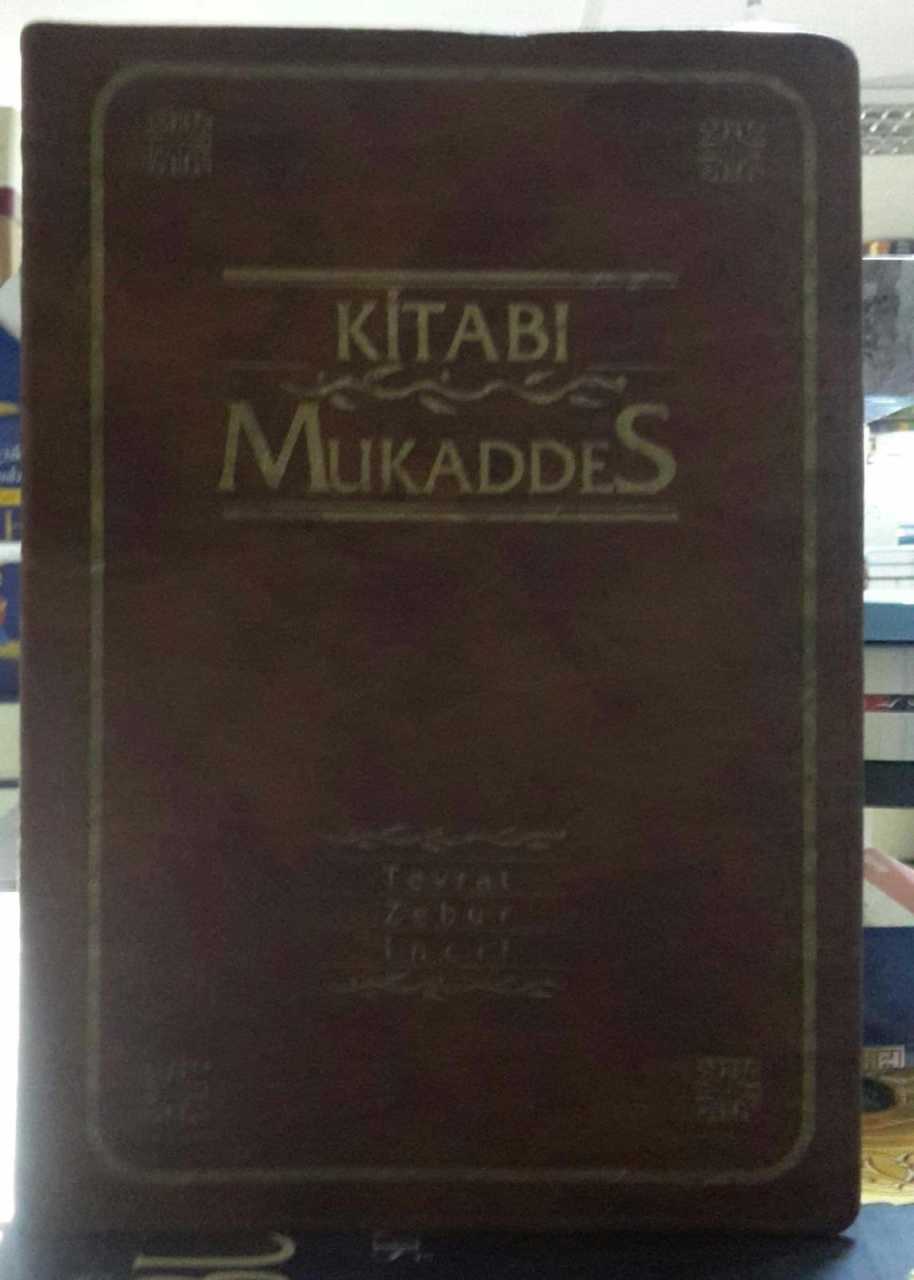 KİTABI
MUKADDES
Tevrat
Zebur
İncil